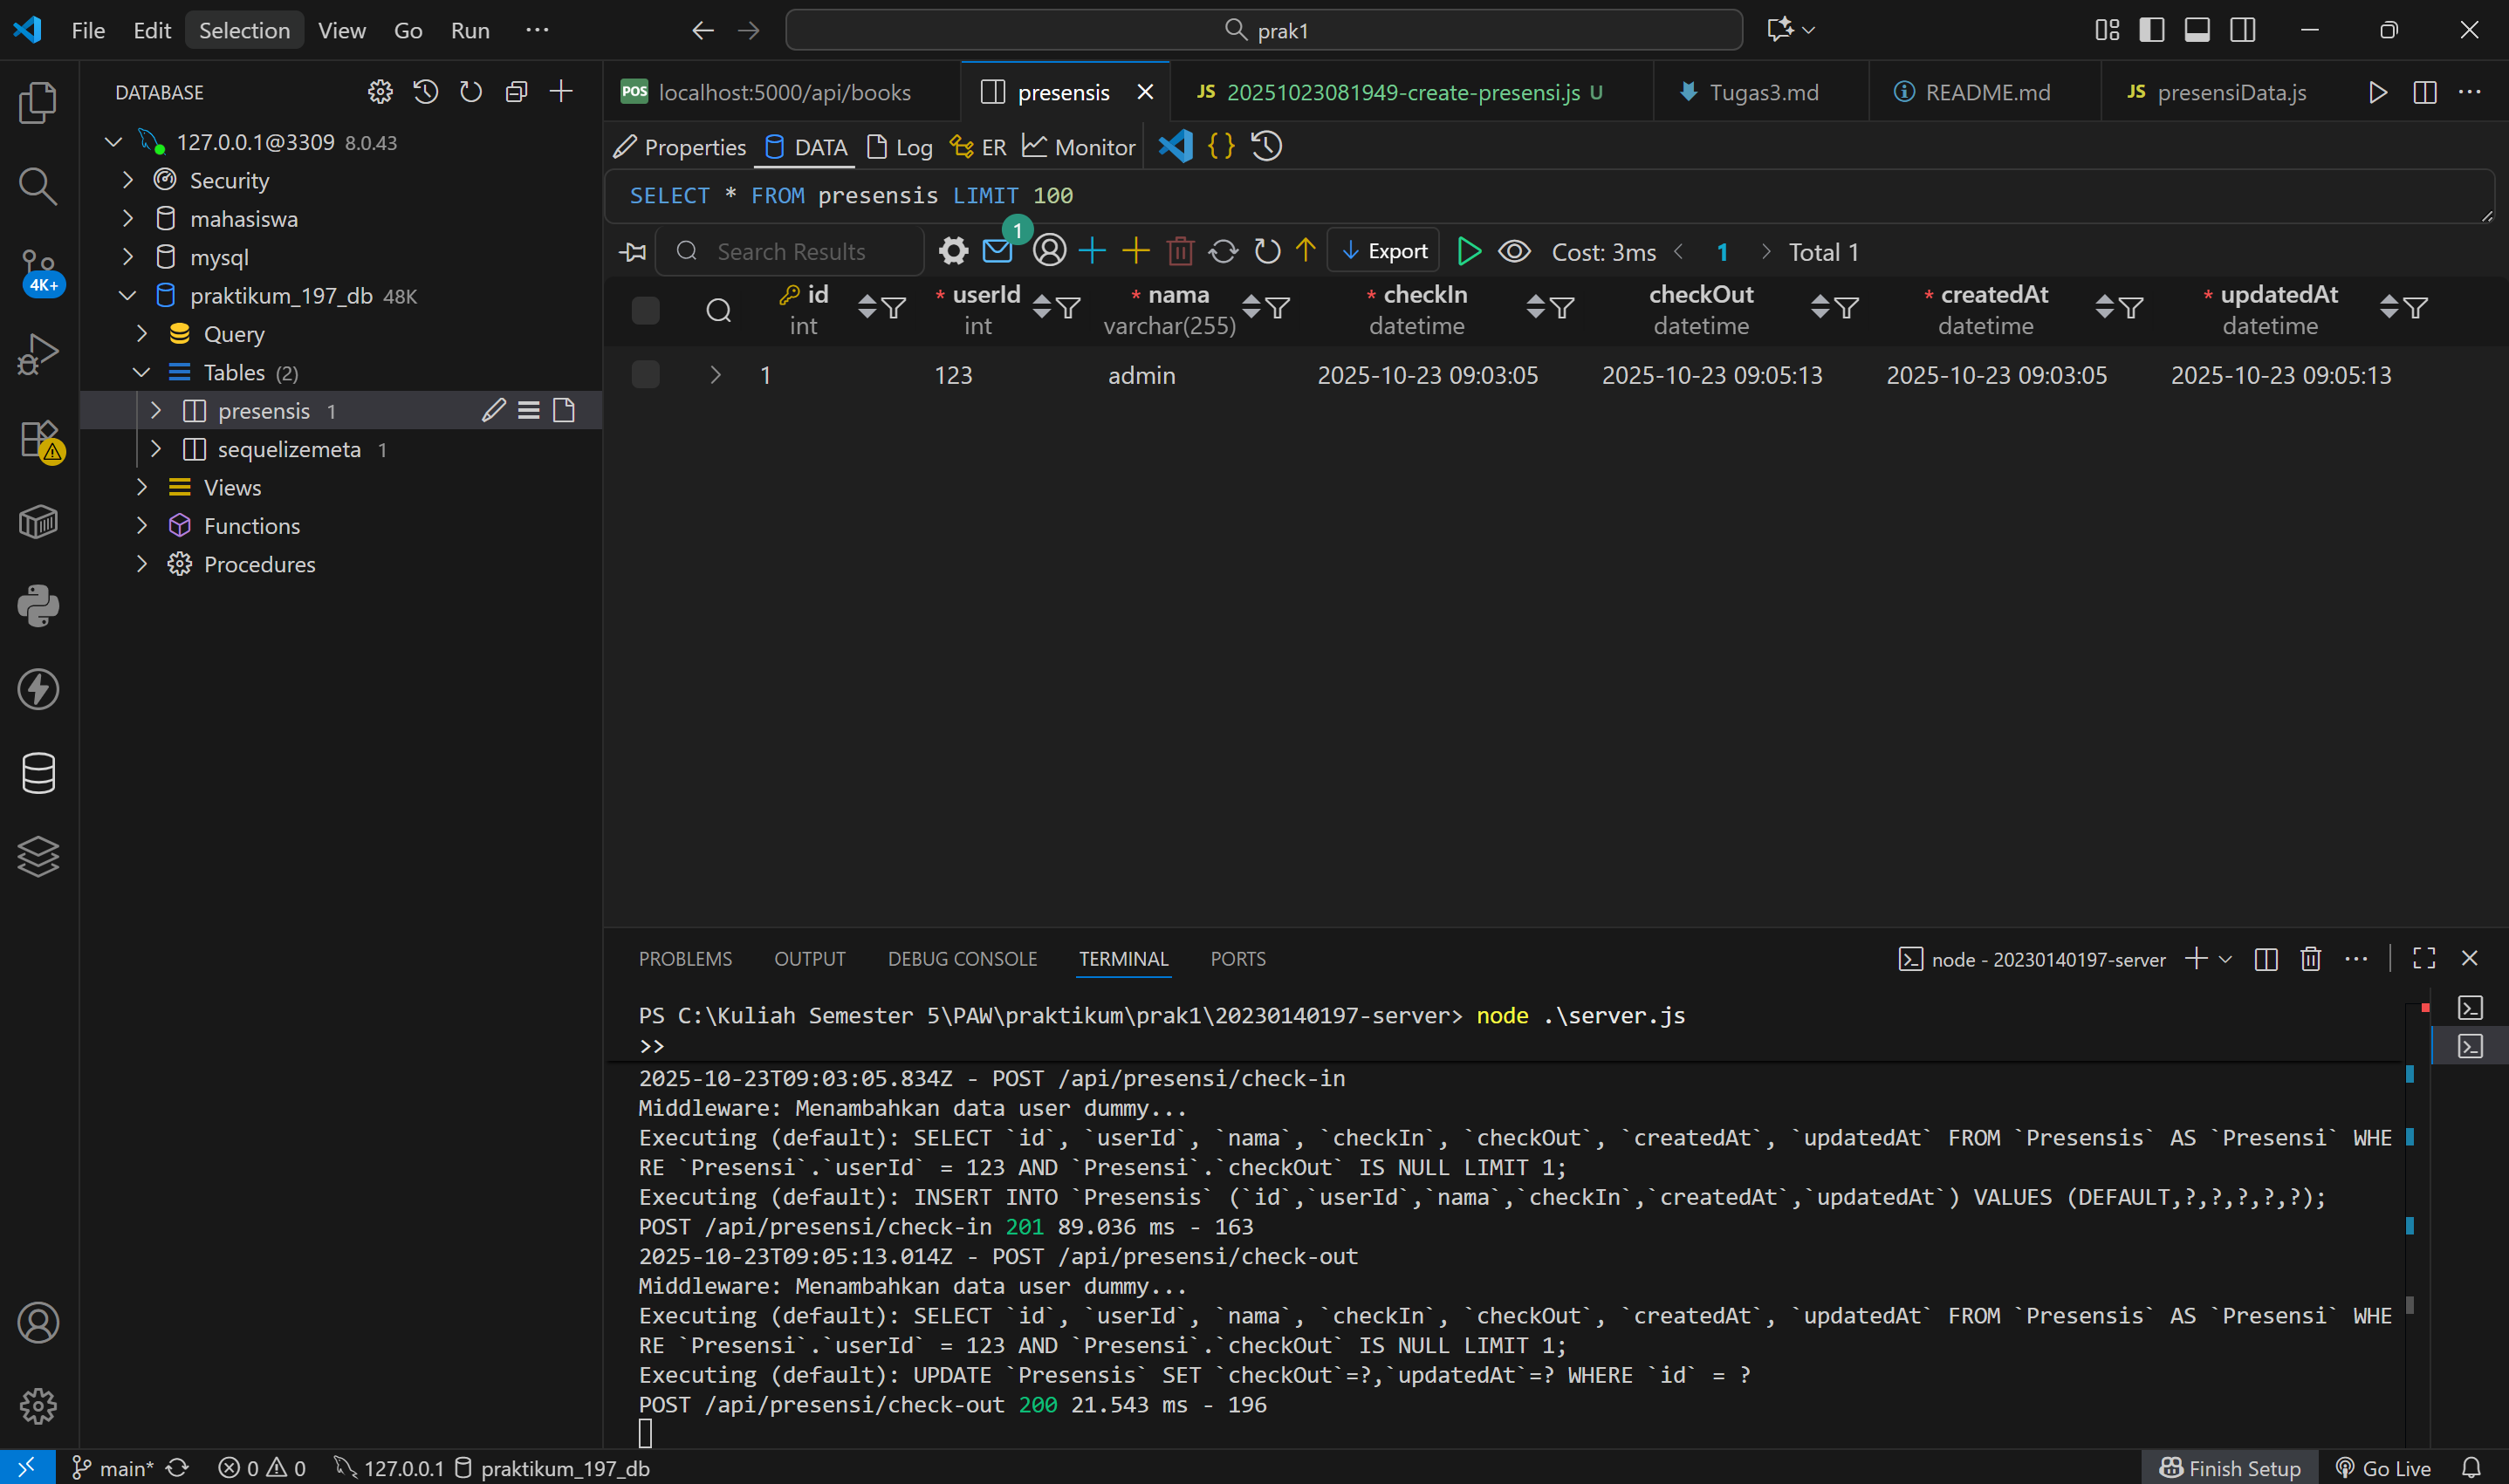 File Edit Selection View Go Run ··· prak1
DATABASE
127.0.0.1@3309 8.0.43
Security
mahasiswa
mysql
praktikum_197_db 48K
Query
Tables (2)
presensis 1
sequelizemeta 1
Views
Functions
Procedures
4K+
POS localhost:5000/api/books presensis JS 20251023081949-create-presensi.js U Tugas3.md README.md JS presensiData.js
Properties DATA Log ER Monitor {}
SELECT * FROM presensis LIMIT 100
Search Results 1 Export Cost: 3ms 1 Total 1
id * userId * nama * checkIn checkOut * createdAt * updatedAt
int int varchar(255) datetime datetime datetime datetime
1 123 admin 2025-10-23 09:03:05 2025-10-23 09:05:13 2025-10-23 09:03:05 2025-10-23 09:05:13
PROBLEMS OUTPUT DEBUG CONSOLE TERMINAL PORTS node - 20230140197-server
PS C:\Kuliah Semester 5\PAW\praktikum\prak1\20230140197-server> node .\server.js
>>
2025-10-23T09:03:05.834Z - POST /api/presensi/check-in
Middleware: Menambahkan data user dummy...
Executing (default): SELECT `id`, `userId`, `nama`, `checkIn`, `checkOut`, `createdAt`, `updatedAt` FROM `Presensis` AS `Presensi` WHE
RE `Presensi`.`userId` = 123 AND `Presensi`.`checkOut` IS NULL LIMIT 1;
Executing (default): INSERT INTO `Presensis` (`id`,`userId`,`nama`,`checkIn`,`createdAt`,`updatedAt`) VALUES (DEFAULT,?,?,?,?,?);
POST /api/presensi/check-in 201 89.036 ms - 163
2025-10-23T09:05:13.014Z - POST /api/presensi/check-out
Middleware: Menambahkan data user dummy...
Executing (default): SELECT `id`, `userId`, `nama`, `checkIn`, `checkOut`, `createdAt`, `updatedAt` FROM `Presensis` AS `Presensi` WHE
RE `Presensi`.`userId` = 123 AND `Presensi`.`checkOut` IS NULL LIMIT 1;
Executing (default): UPDATE `Presensis` SET `checkOut`=?,`updatedAt`=? WHERE `id` = ?
POST /api/presensi/check-out 200 21.543 ms - 196
main* 0 0 127.0.0.1 praktikum_197_db Finish Setup Go Live